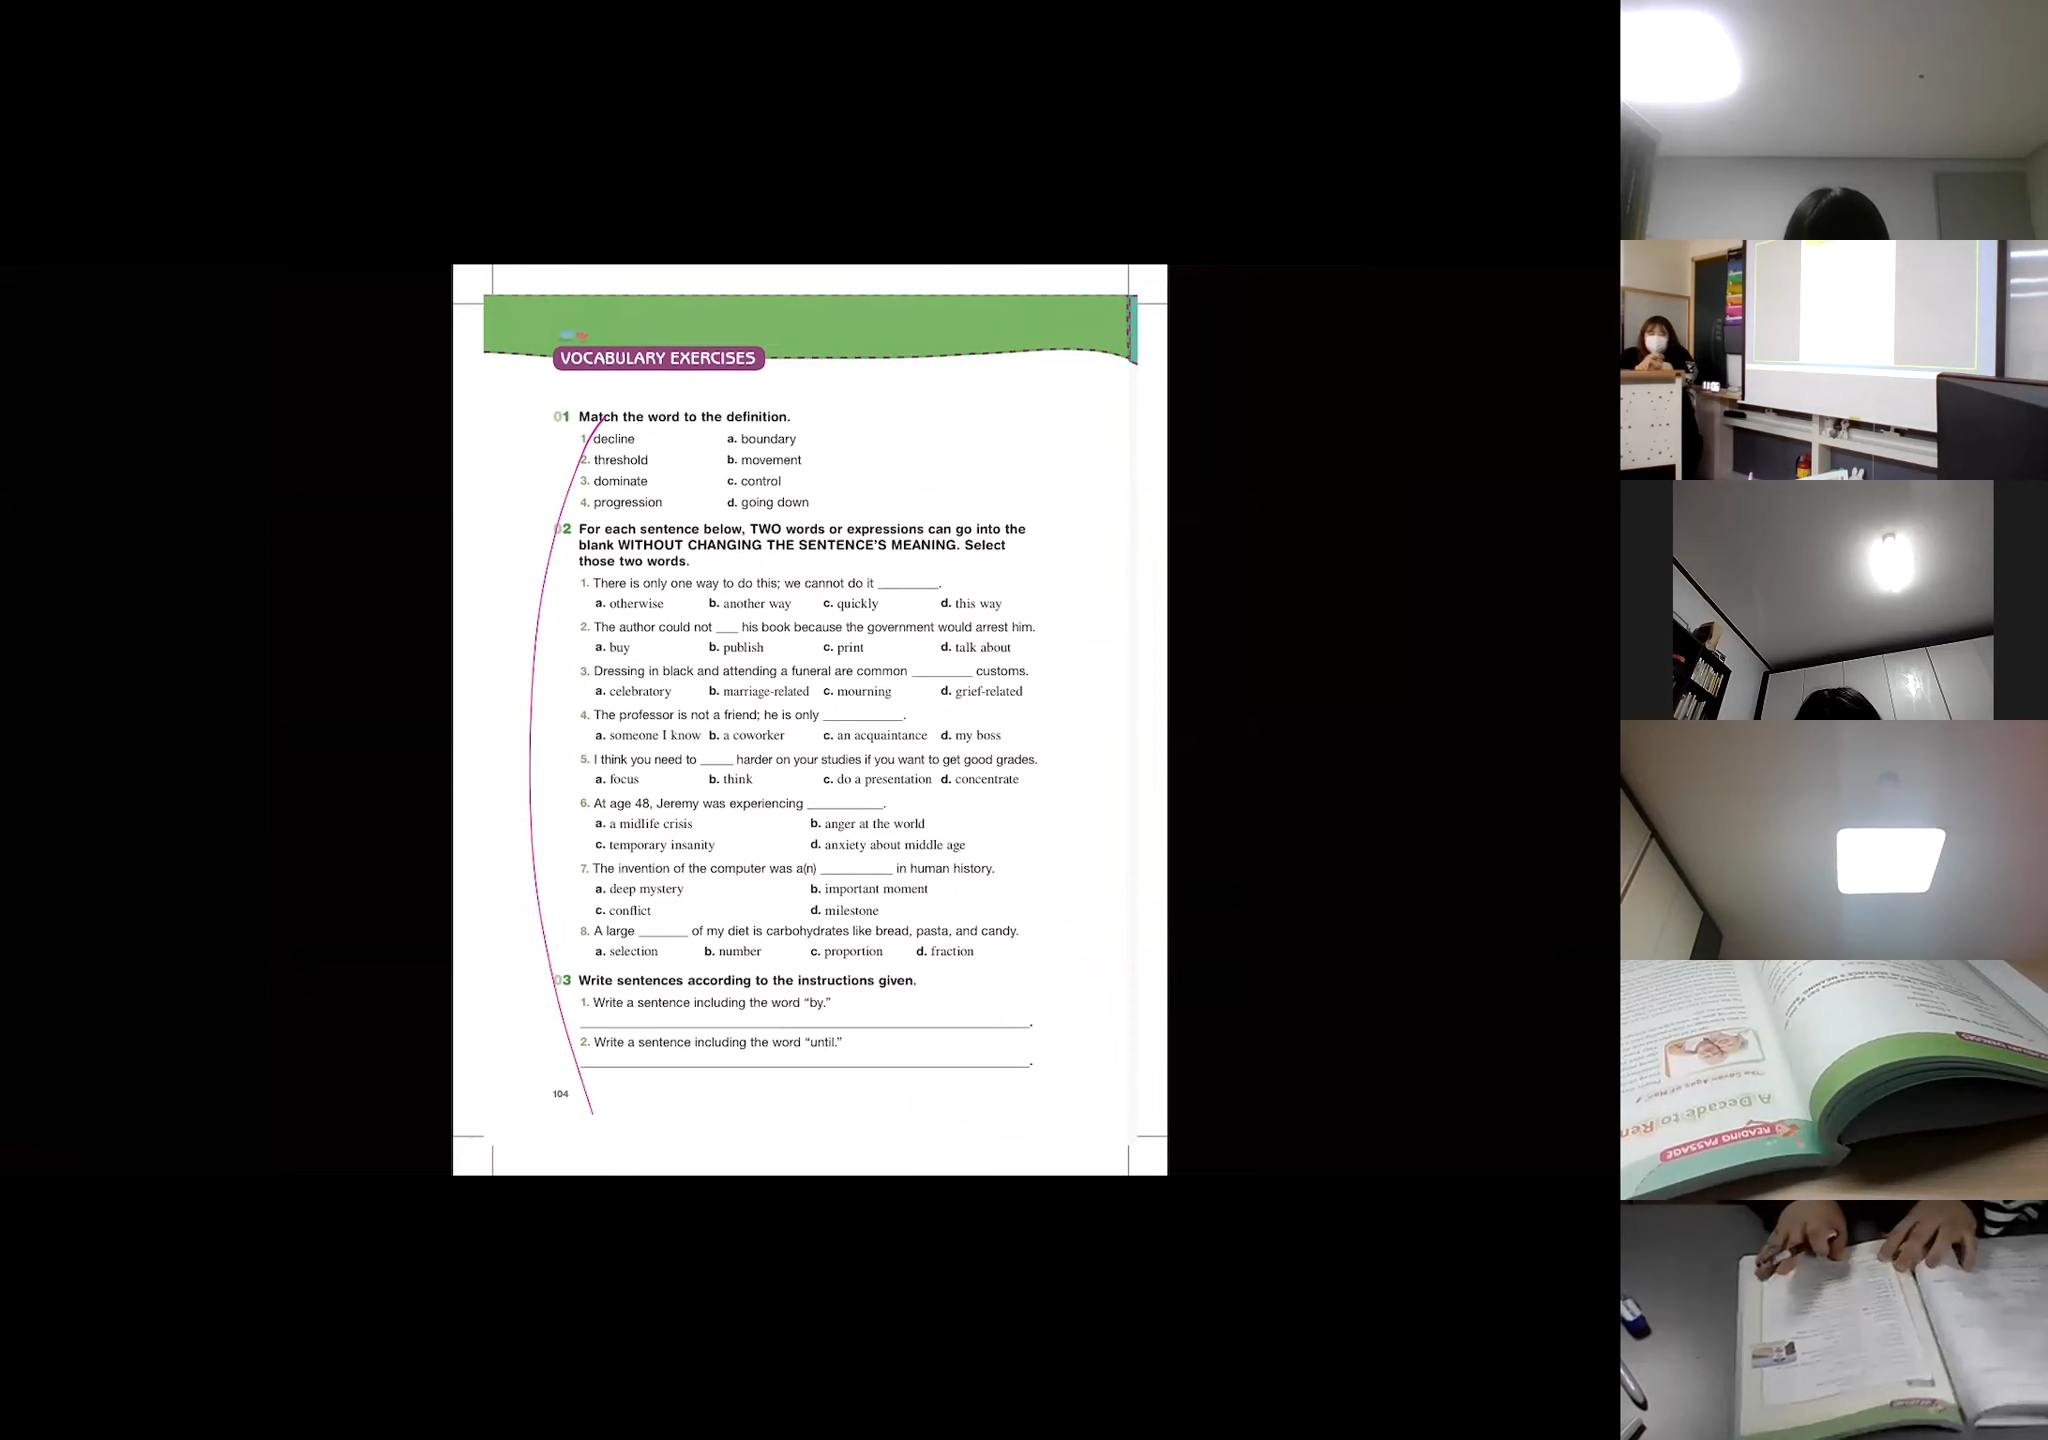 VOCABULARY EXERCISES
01 Match the word to the definition.
1. decline a. boundary
2. threshold b. movement
3. dominate c. control
4. progression d. going down
02 For each sentence below, TWO words or expressions can go into the
blank WITHOUT CHANGING THE SENTENCE'S MEANING. Select
those two words.
1. There is only one way to do this; we cannot do it ________.
a. otherwise b. another way c. quickly d. this way
2. The author could not ___ his book because the government would arrest him.
a. buy b. publish c. print d. talk about
3. Dressing in black and attending a funeral are common ________ customs.
a. celebratory b. marriage-related c. mourning d. grief-related
4. The professor is not a friend; he is only ___________.
a. someone I know b. a coworker c. an acquaintance d. my boss
5. I think you need to ____ harder on your studies if you want to get good grades.
a. focus b. think c. do a presentation d. concentrate
6. At age 48, Jeremy was experiencing __________.
a. a midlife crisis b. anger at the world
c. temporary insanity d. anxiety about middle age
7. The invention of the computer was a(n) __________ in human history.
a. deep mystery b. important moment
c. conflict d. milestone
8. A large _______ of my diet is carbohydrates like bread, pasta, and candy.
a. selection b. number c. proportion d. fraction
03 Write sentences according to the instructions given.
1. Write a sentence including the word “by.”
.
2. Write a sentence including the word “until.”
.
104
11:05
"The Seven Ages of Man"
A Decade to Rem
READING PASSAGE